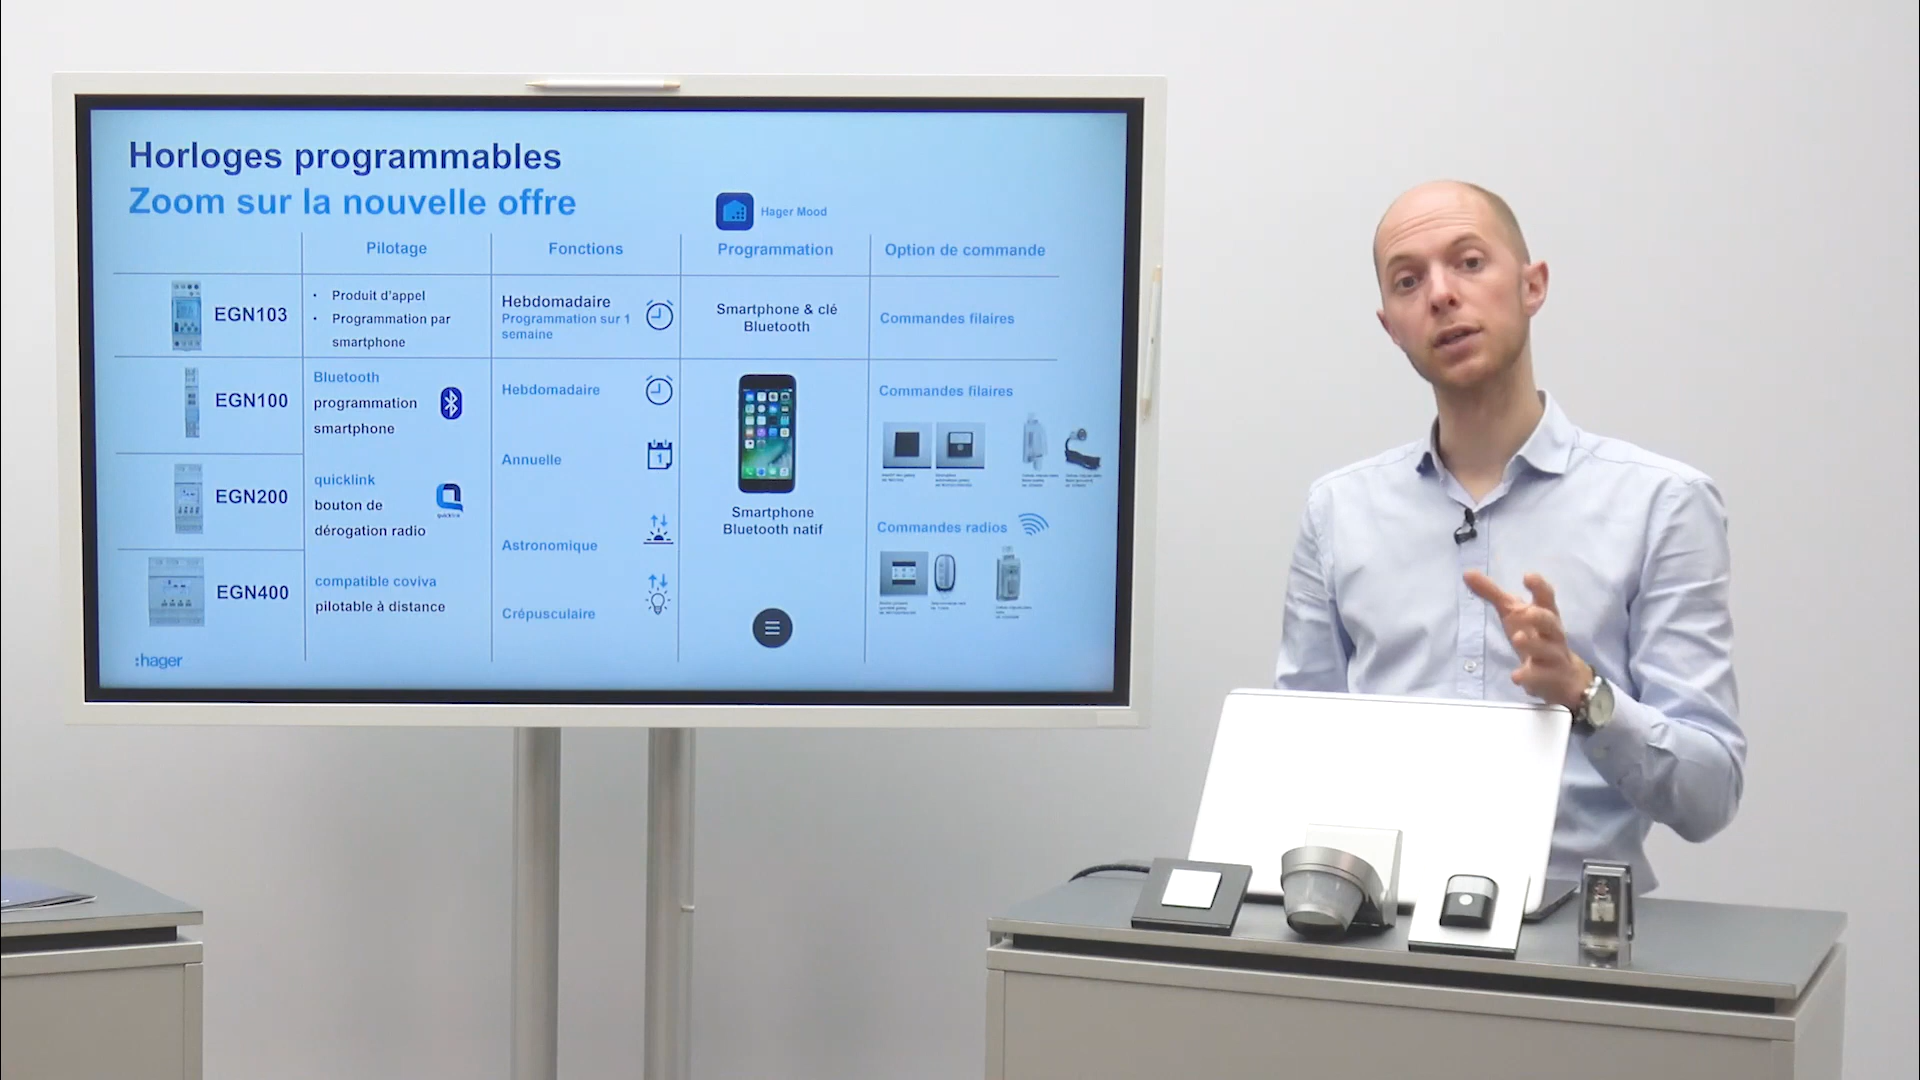 Horloges programmables
Zoom sur la nouvelle offre
Hager Mood
Pilotage
Fonctions
Programmation
Option de commande
EGN103
• Produit d'appel
• Programmation par
smartphone
Hebdomadaire
Programmation sur 1
semaine
Smartphone & clé
Bluetooth
Commandes filaires
EGN100
Bluetooth
programmation
smartphone
Hebdomadaire
Annuelle
1
Smartphone
Bluetooth natif
Commandes filaires
EGN200
quicklink
bouton de
dérogation radio
quicklink
Astronomique
Commandes radios
EGN400
compatible coviva
pilotable à distance
Crépusculaire
:hager